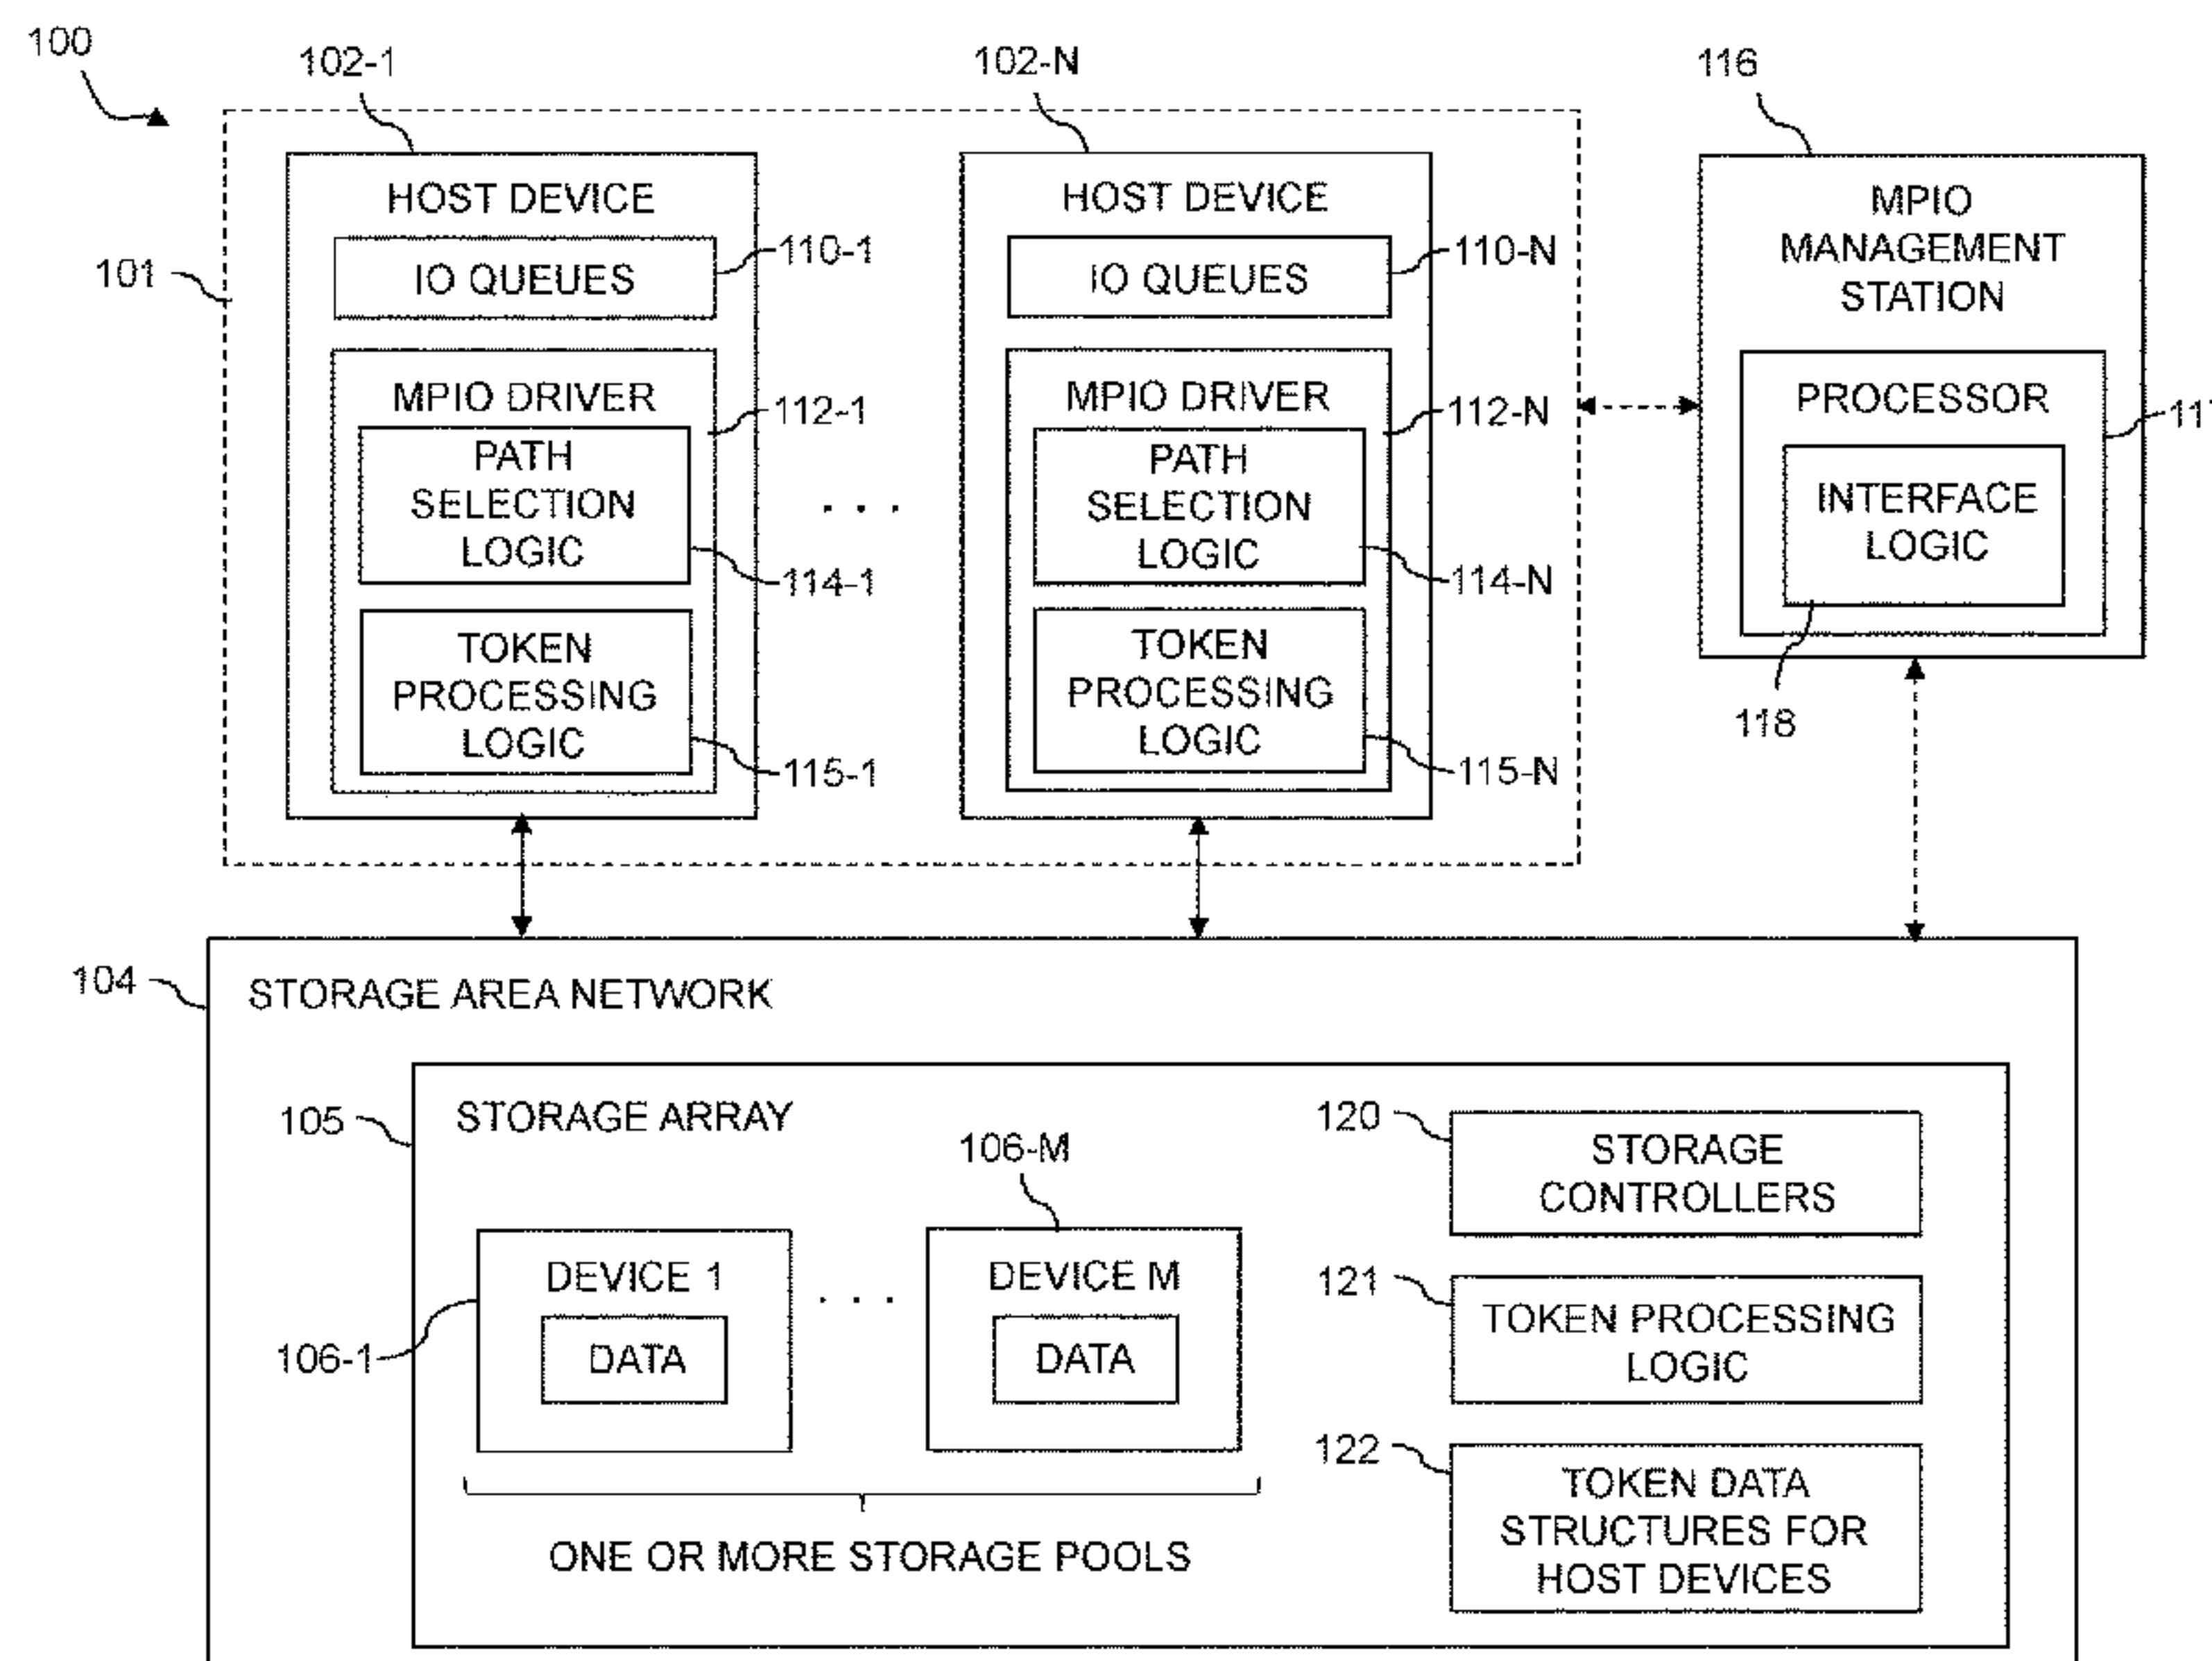 100
102-1
102-N
116
101
HOST DEVICE
IO QUEUES
110-1
MPIO DRIVER
112-1
PATH
SELECTION
LOGIC
114-1
TOKEN
PROCESSING
LOGIC
115-1
. . .
HOST DEVICE
IO QUEUES
110-N
MPIO DRIVER
112-N
PATH
SELECTION
LOGIC
114-N
TOKEN
PROCESSING
LOGIC
115-N
MPIO
MANAGEMENT
STATION
PROCESSOR
INTERFACE
LOGIC
118
104
STORAGE AREA NETWORK
105
STORAGE ARRAY
106-M
DEVICE 1
DATA
106-1
. . .
DEVICE M
DATA
ONE OR MORE STORAGE POOLS
120
STORAGE
CONTROLLERS
121
TOKEN PROCESSING
LOGIC
122
TOKEN DATA
STRUCTURES FOR
HOST DEVICES